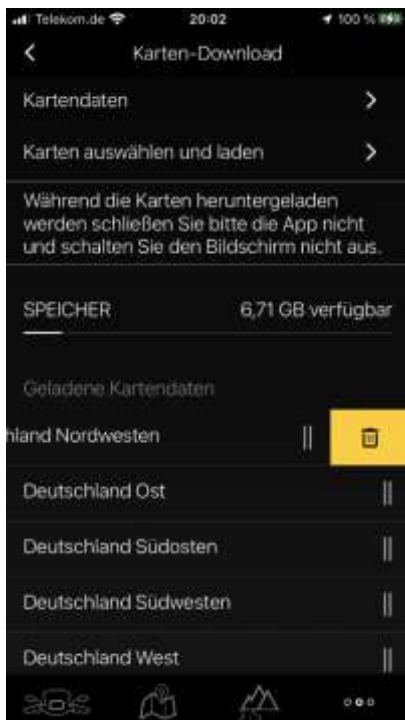 Telekom.de 20:02 100 %
Karten-Download
Kartendaten
Karten auswählen und laden
Während die Karten heruntergeladen
werden schließen Sie bitte die App nicht
und schalten Sie den Bildschirm nicht aus.
SPEICHER 6,71 GB verfügbar
Geladene Kartendaten
hland Nordwesten
Deutschland Ost
Deutschland Südosten
Deutschland Südwesten
Deutschland West